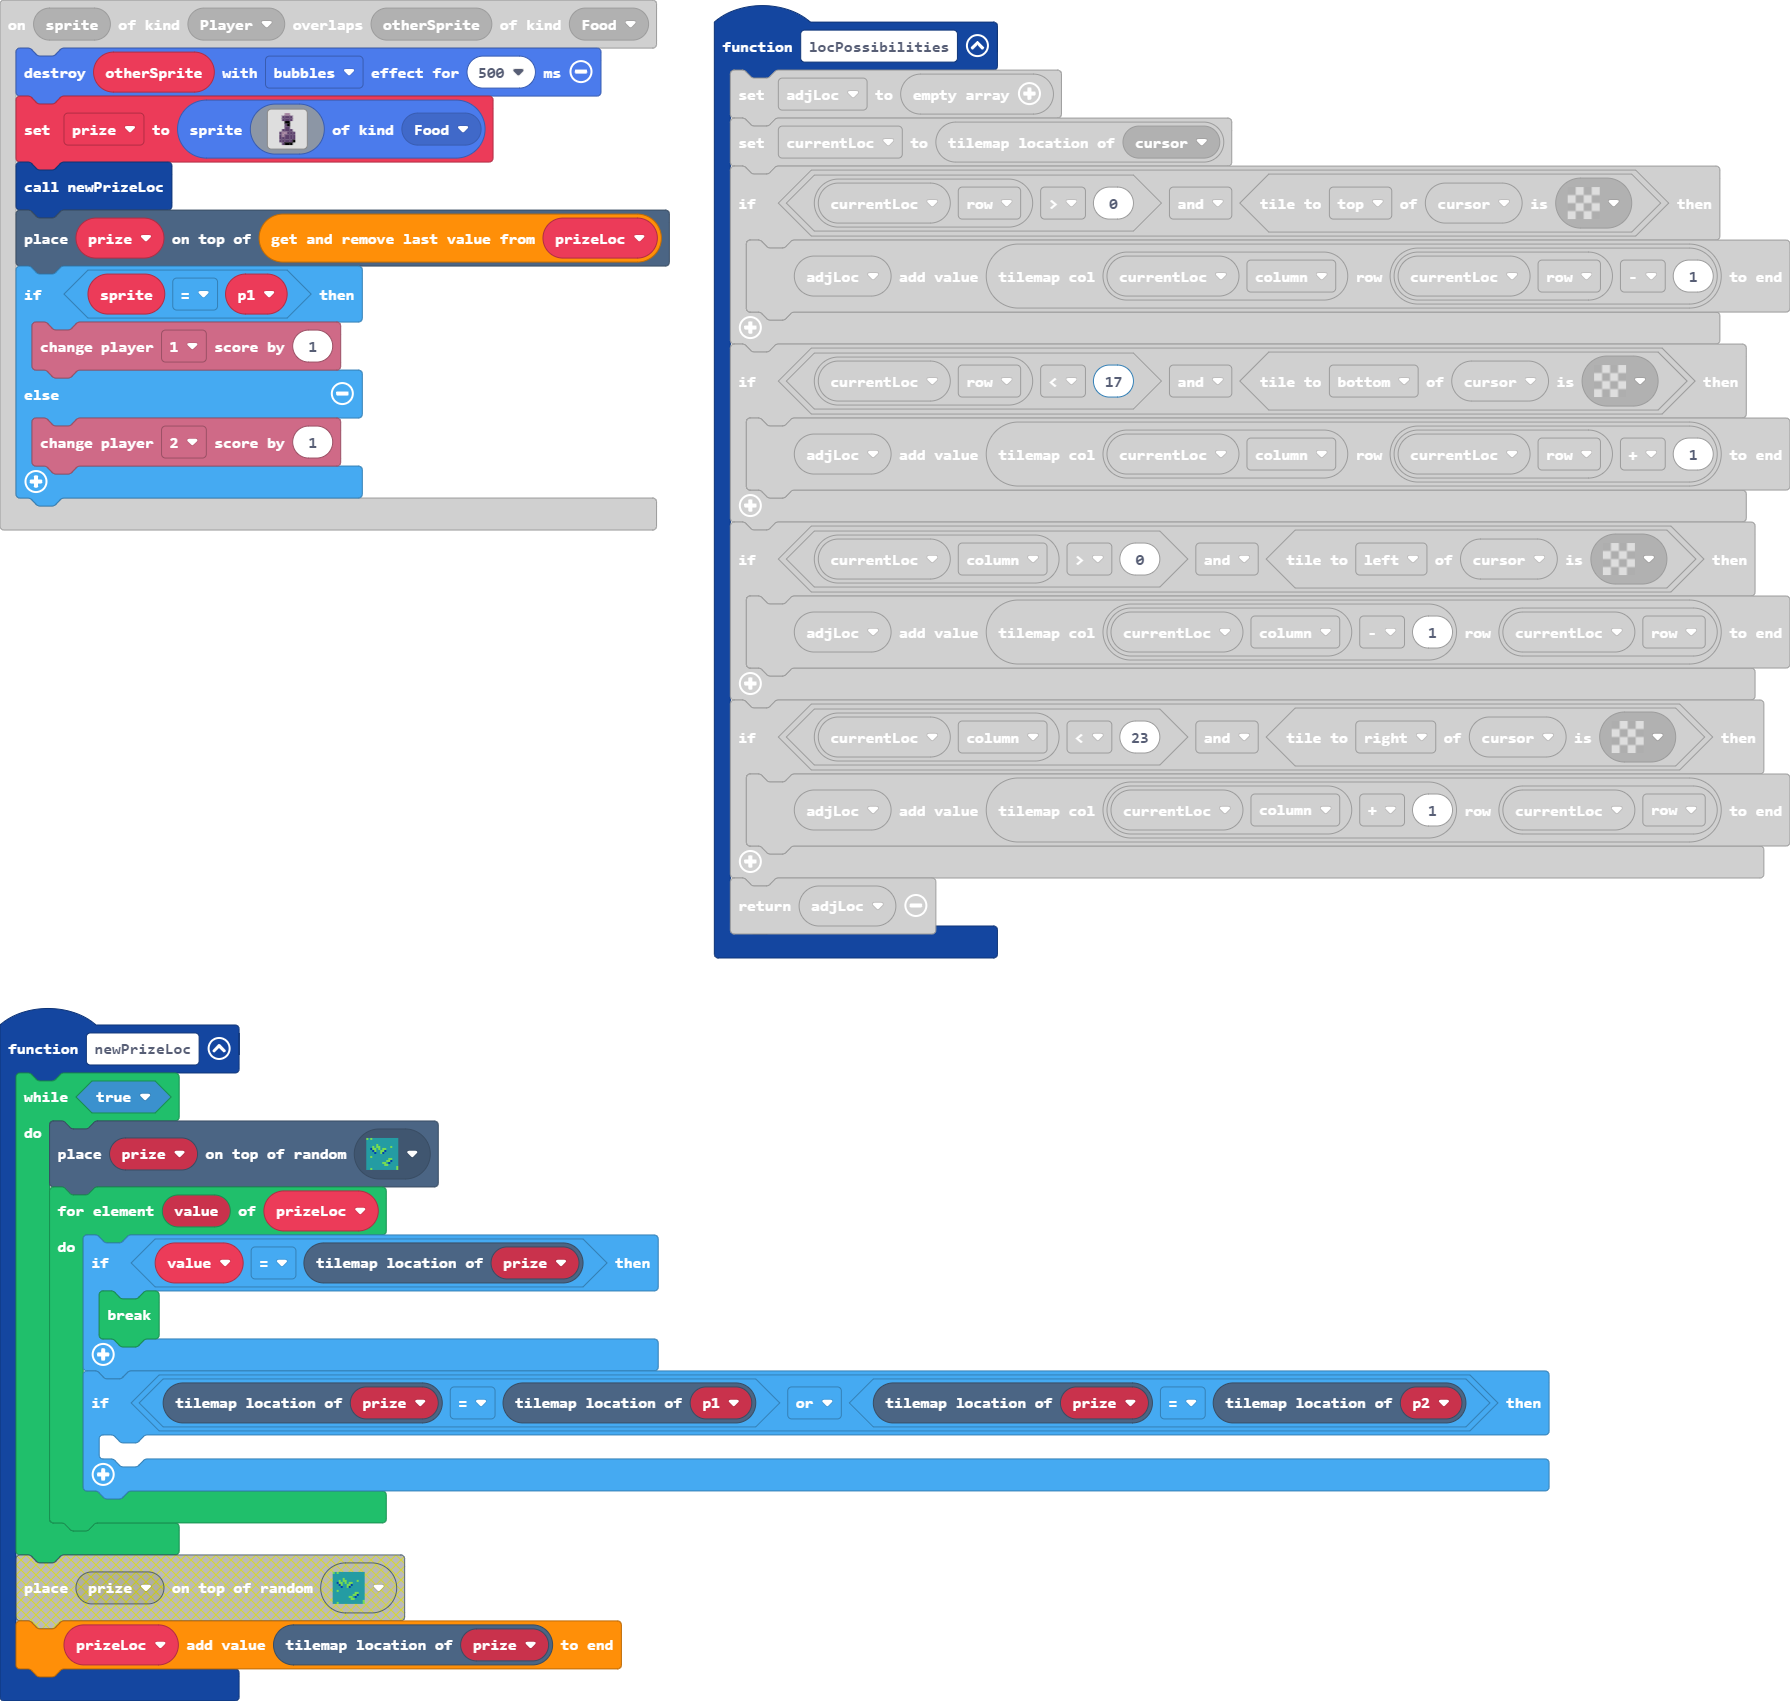 on sprite of kind Player overlaps otherSprite of kind Food
destroy otherSprite with bubbles effect for 500 ms
set prize to sprite of kind Food
call newPrizeLoc
place prize on top of get and remove last value from prizeLoc
if sprite = p1 then
change player 1 score by 1
else
change player 2 score by 1
function locPossibilities
set adjLoc to empty array
set currentLoc to tilemap location of cursor
if currentLoc row > 0 and tile to top of cursor is then
adjLoc add value tilemap col currentLoc column row currentLoc row - 1 to end
if currentLoc row < 17 and tile to bottom of cursor is then
adjLoc add value tilemap col currentLoc column row currentLoc row + 1 to end
if currentLoc column > 0 and tile to left of cursor is then
adjLoc add value tilemap col currentLoc column - 1 row currentLoc row to end
if currentLoc column < 23 and tile to right of cursor is then
adjLoc add value tilemap col currentLoc column + 1 row currentLoc row to end
return adjLoc
function newPrizeLoc
while true
do
place prize on top of random
for element value of prizeLoc
do
if value = tilemap location of prize then
break
if tilemap location of prize = tilemap location of p1 or tilemap location of prize = tilemap location of p2 then
place prize on top of random
prizeLoc add value tilemap location of prize to end